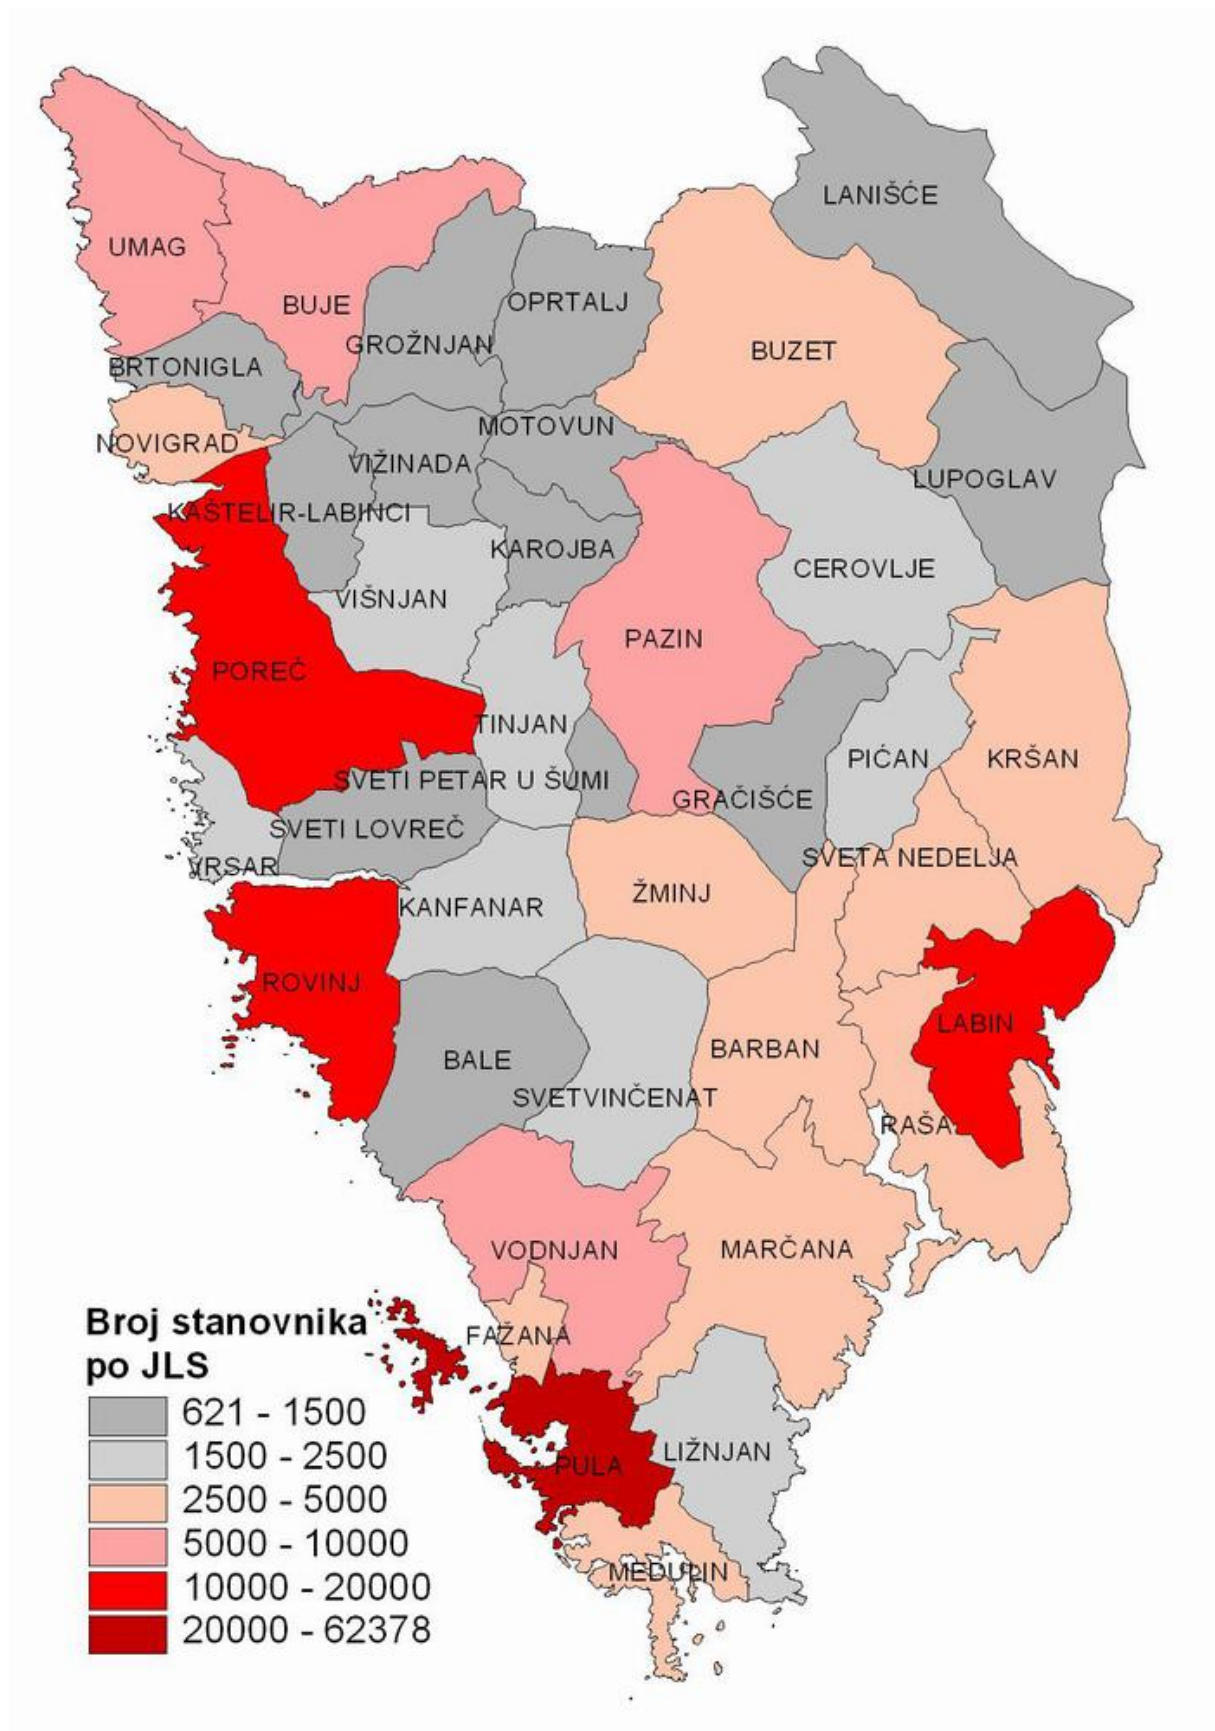 LANIŠĆE
UMAG
BUJE
OPRTALJ
GROŽNJAN
BUZET
BRTONIGLA
MOTOVUN
NOVIGRAD
VIŽINADA
LUPOGLAV
KAŠTELIR-LABINCI
KAROJBA
CEROVLJE
VIŠNJAN
PAZIN
POREČ
TINJAN
PIĆAN
KRŠAN
SVETI PETAR U ŠUMI
GRAČIŠĆE
SVETI LOVREČ
SVETA NEDELJA
VRSAR
ŽMINJ
KANFANAR
ROVINJ
LABIN
BARBAN
BALE
SVETVINČENAT
RAŠA
VODNJAN
MARČANA
FAŽANA
LIŽNJAN
PULA
MEDULIN
Broj stanovnika
po JLS
621 - 1500
1500 - 2500
2500 - 5000
5000 - 10000
10000 - 20000
20000 - 62378